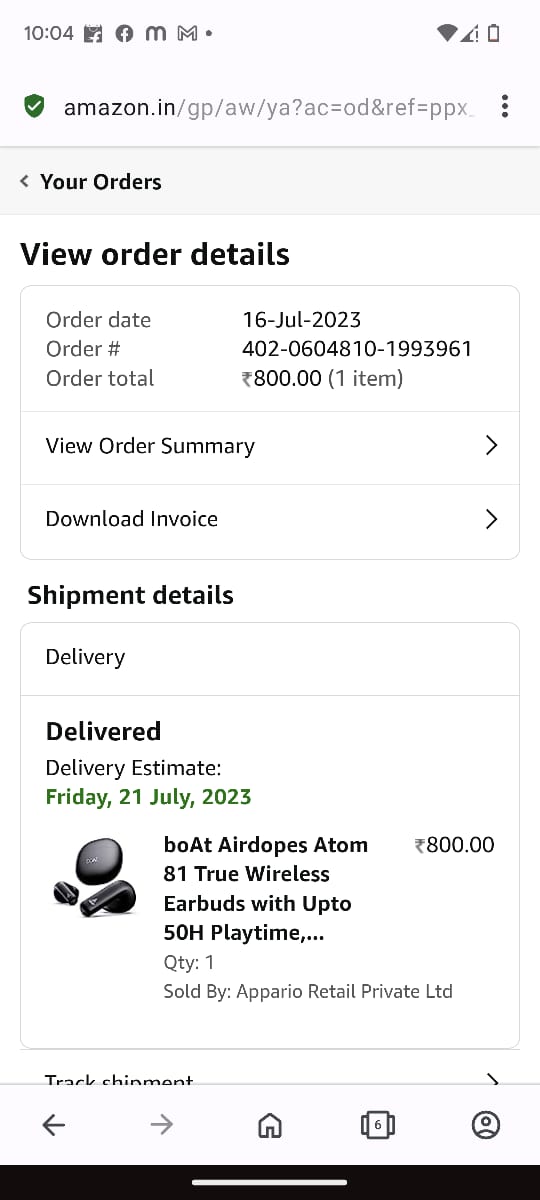 10:04
amazon.in/gp/aw/ya?ac=od&ref=ppx_
Your Orders
View order details
Order date 16-Jul-2023
Order # 402-0604810-1993961
Order total ₹800.00 (1 item)
View Order Summary
Download Invoice
Shipment details
Delivery
Delivered
Delivery Estimate:
Friday, 21 July, 2023
boAt Airdopes Atom ₹800.00
81 True Wireless
Earbuds with Upto
50H Playtime,...
Qty: 1
Sold By: Appario Retail Private Ltd
Track shipment
6